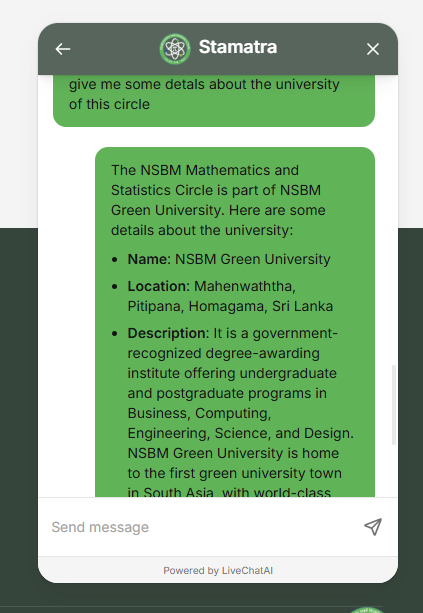 Stamatra
give me some detals about the university
of this circle
The NSBM Mathematics and
Statistics Circle is part of NSBM
Green University. Here are some
details about the university:
• Name: NSBM Green University
• Location: Mahenwaththa,
Pitipana, Homagama, Sri Lanka
• Description: It is a government-
recognized degree-awarding
institute offering undergraduate
and postgraduate programs in
Business, Computing,
Engineering, Science, and Design.
NSBM Green University is home
to the first green university town
in South Asia, with world-class
Send message
Powered by LiveChatAI